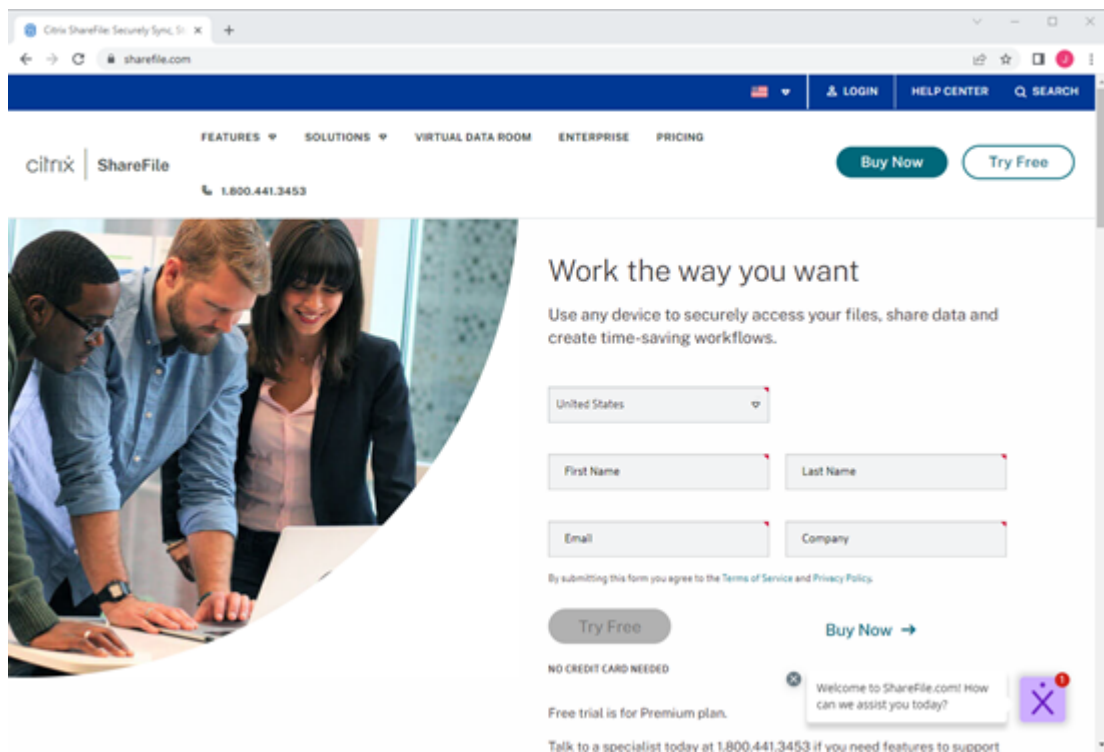 Citrix ShareFile: Securely Sync, St
sharefile.com
J
LOGIN
HELP CENTER
SEARCH
FEATURES
SOLUTIONS
VIRTUAL DATA ROOM
ENTERPRISE
PRICING
citrix | ShareFile
Buy Now
Try Free
1.800.441.3453
Work the way you want
Use any device to securely access your files, share data and
create time-saving workflows.
United States
First Name
Last Name
Email
Company
By submitting this form you agree to the Terms of Service and Privacy Policy.
Try Free
Buy Now →
NO CREDIT CARD NEEDED
Welcome to ShareFile.com! How
can we assist you today?
1
Free trial is for Premium plan.
Talk to a specialist today at 1.800.441.3453 if you need features to support